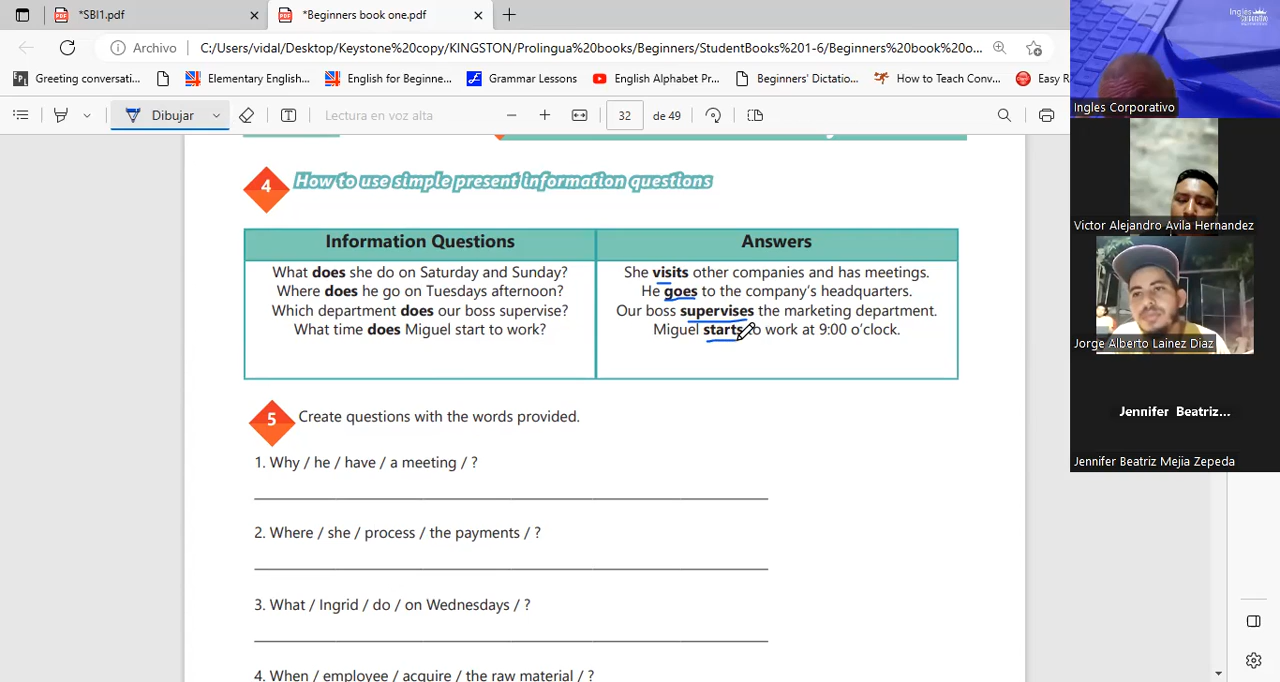 *SBI1.pdf
*Beginners book one.pdf
Archivo
C:/Users/vidal/Desktop/Keystone%20copy/KINGSTON/Prolingua%20books/Beginners/StudentBooks%201-6/Beginners%20book%20o...
Greeting conversati...
Elementary English...
English for Beginne...
Grammar Lessons
English Alphabet Pr...
Beginners' Dictatio...
How to Teach Conv...
Easy R
Dibujar
Lectura en voz alta
32
de 49
4
How to use simple present information questions
Information Questions
Answers
What does she do on Saturday and Sunday?
Where does he go on Tuesdays afternoon?
Which department does our boss supervise?
What time does Miguel start to work?
She visits other companies and has meetings.
He goes to the company's headquarters.
Our boss supervises the marketing department.
Miguel starts to work at 9:00 o'clock.
5
Create questions with the words provided.
1. Why / he / have / a meeting / ?
2. Where / she / process / the payments / ?
3. What / Ingrid / do / on Wednesdays / ?
4. When / employee / acquire / the raw material / ?
Ingles Corporativo
Victor Alejandro Avila Hernandez
Jorge Alberto Lainez Diaz
Jennifer Beatriz...
Jennifer Beatriz Mejia Zepeda